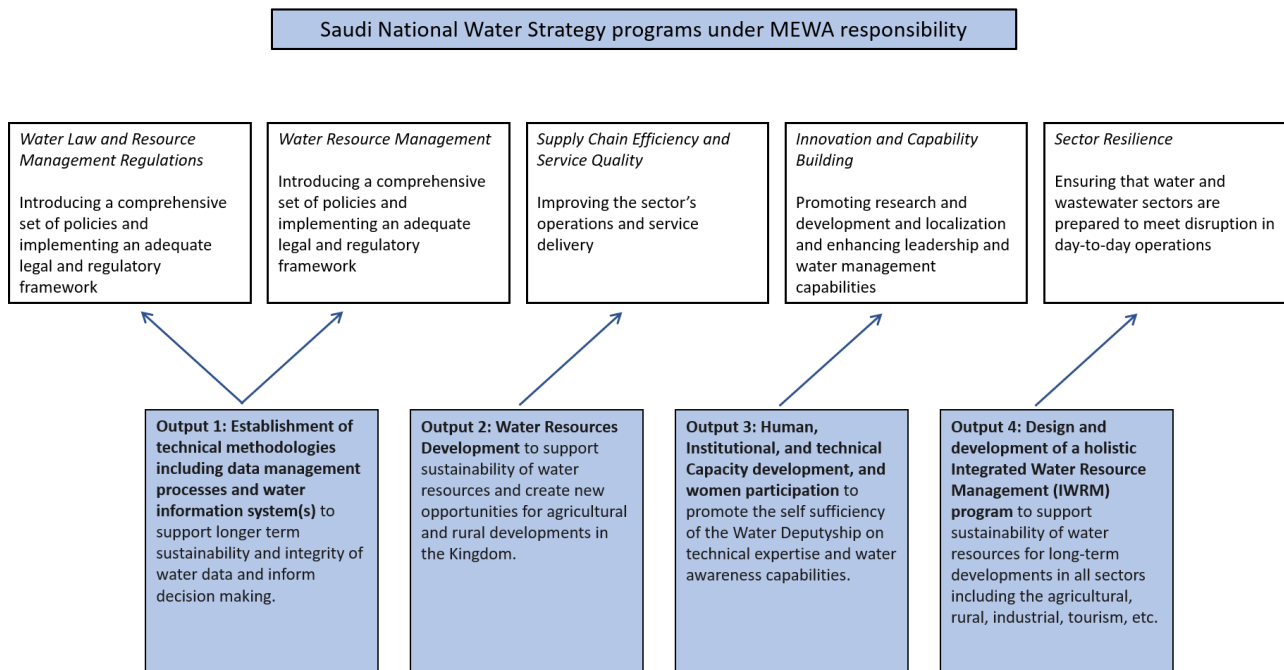 Saudi National Water Strategy programs under MEWA responsibility
Water Law and Resource
Management Regulations
Introducing a comprehensive
set of policies and
implementing an adequate
legal and regulatory
framework
Water Resource Management
Introducing a comprehensive
set of policies and
implementing an adequate
legal and regulatory
framework
Supply Chain Efficiency and
Service Quality
Improving the sector's
operations and service
delivery
Innovation and Capability
Building
Promoting research and
development and localization
and enhancing leadership and
water management
capabilities
Sector Resilience
Ensuring that water and
wastewater sectors are
prepared to meet disruption in
day-to-day operations
Output 1: Establishment of
technical methodologies
including data management
processes and water
information system(s) to
support longer term
sustainability and integrity of
water data and inform
decision making.
Output 2: Water Resources
Development to support
sustainability of water
resources and create new
opportunities for agricultural
and rural developments in
the Kingdom.
Output 3: Human,
Institutional, and technical
Capacity development, and
women participation to
promote the self sufficiency
of the Water Deputyship on
technical expertise and water
awareness capabilities.
Output 4: Design and
development of a holistic
Integrated Water Resource
Management (IWRM)
program to support
sustainability of water
resources for long-term
developments in all sectors
including the agricultural,
rural, industrial, tourism, etc.